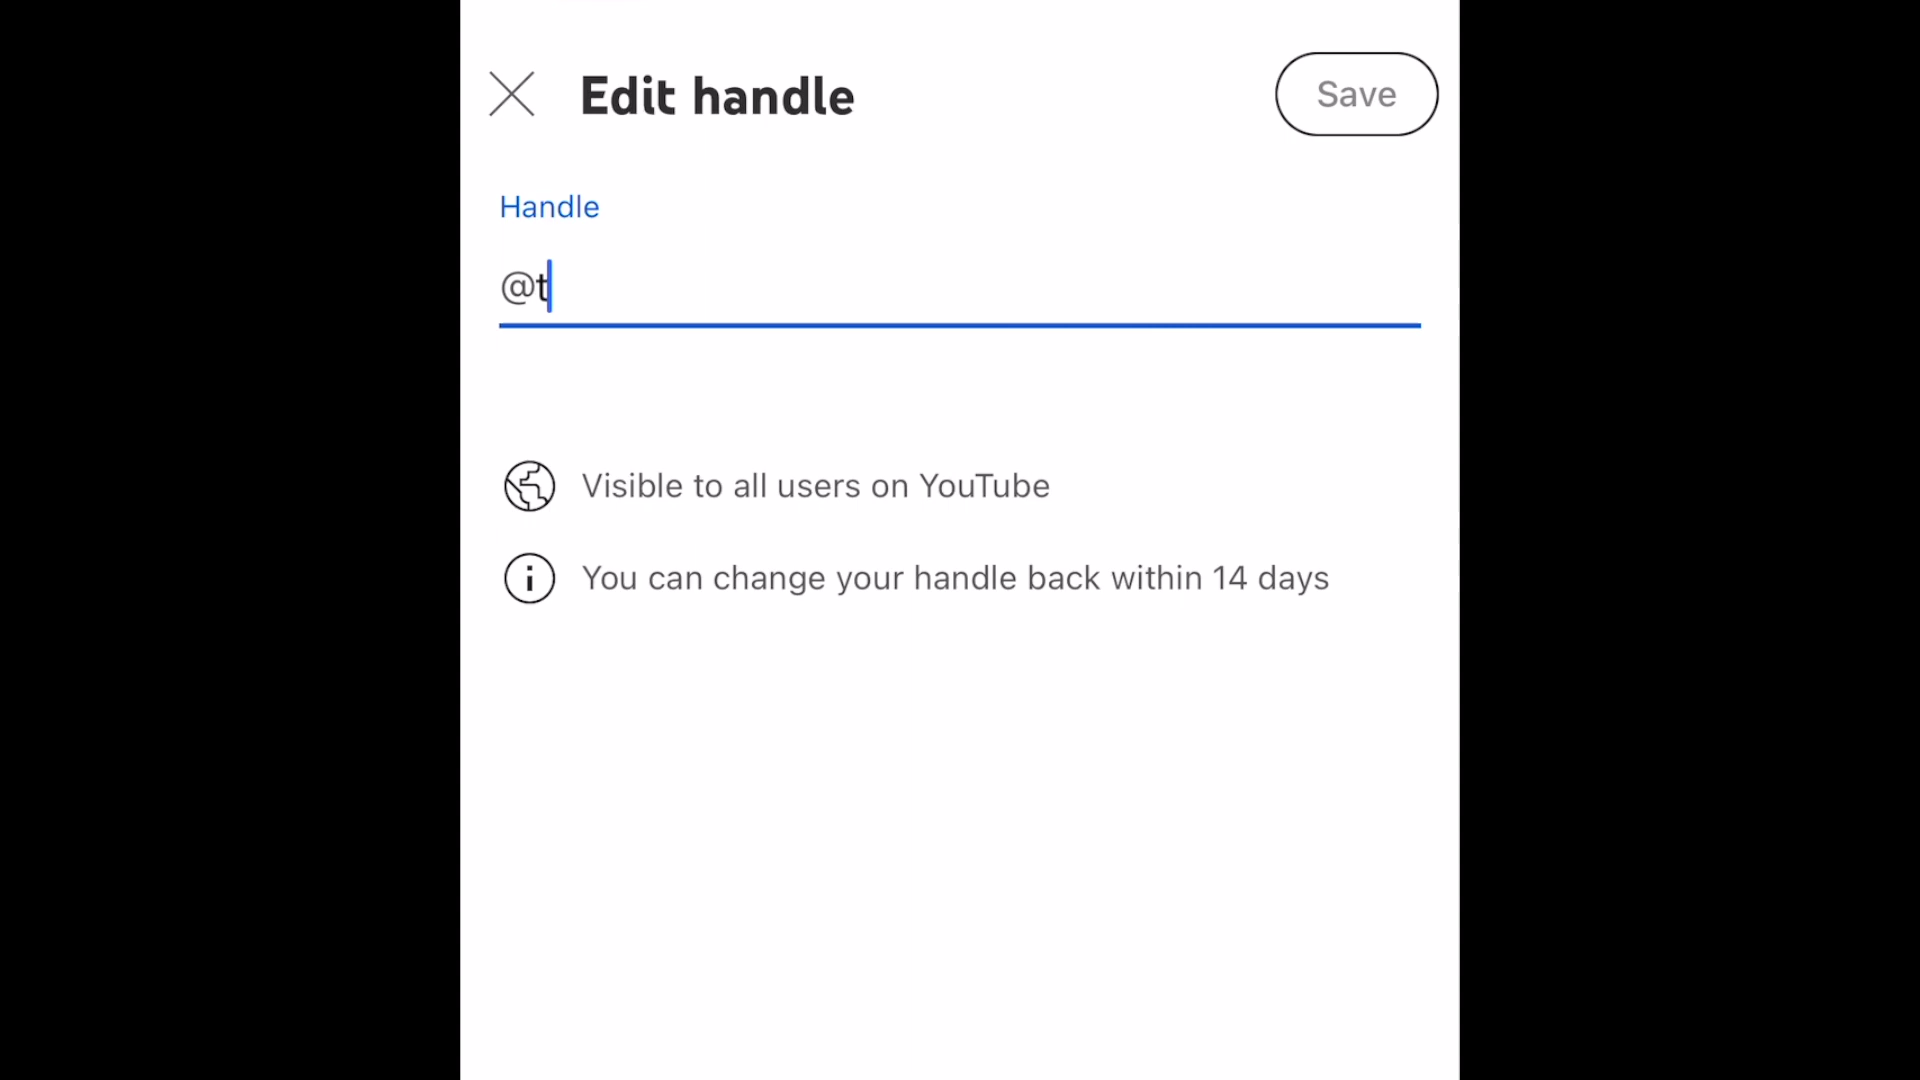 Edit handle
Save
Handle
@t
Visible to all users on YouTube
You can change your handle back within 14 days